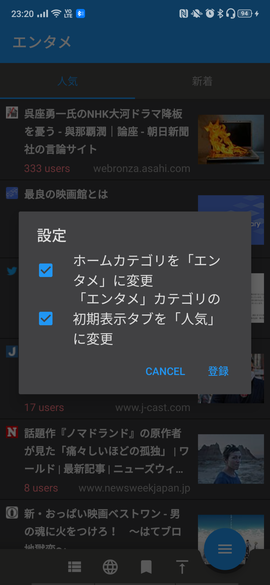 23:20
94
エンタメ
人気
新着
呉座勇一氏のNHK大河ドラマ降板
を憂う - 與那覇潤｜論座 - 朝日新聞
社の言論サイト
333 users
webronza.asahi.com
最良の映画館とは
設定
ホームカテゴリを「エン
タメ」に変更
「エンタメ」カテゴリの
初期表示タブを「人気」
に変更
CANCEL
登録
17 users
www.j-cast.com
話題作『ノマドランド』の原作者
が見た「痛々しいほどの孤独」 | ワ
ールド | 最新記事 | ニューズウィ...
8 users
www.newsweekjapan.jp
新・おっぱい映画ベストワン - 男
の魂に火をつけろ！　〜はてブロ